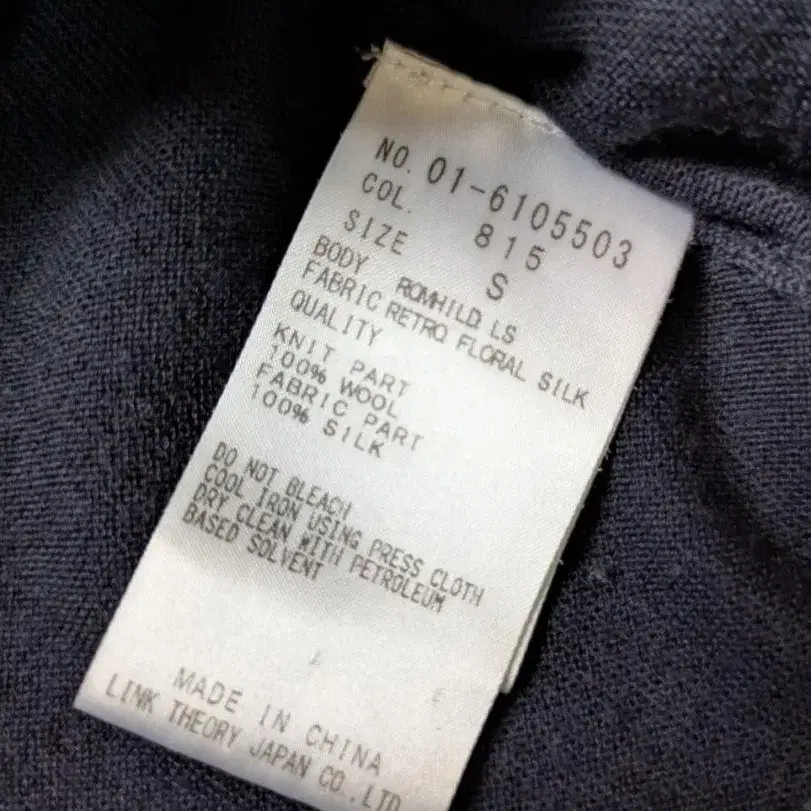 NO. 01-6105503
COL. 815
SIZE S
BODY ROMHILD LS
FABRIC RETRO FLORAL SILK
QUALITY
KNIT PART
100% WOOL
FABRIC PART
100% SILK
DO NOT BLEACH
COOL IRON USING PRESS CLOTH
DRY CLEAN WITH PETROLEUM
BASED SOLVENT
MADE IN CHINA
LINK THEORY JAPAN CO.,LTD